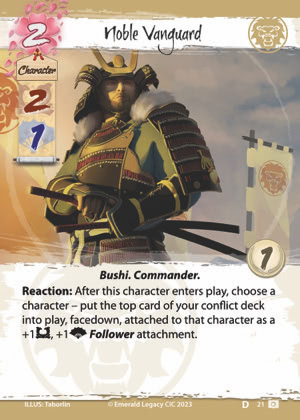 2
Noble Vanguard
Character
2
1
1
Bushi. Commander.
Reaction: After this character enters play, choose a
character – put the top card of your conflict deck
into play, facedown, attached to that character as a
+1, +1 Follower attachment.
ILLUS: Taborlin © Emerald Legacy CIC 2023 D 21